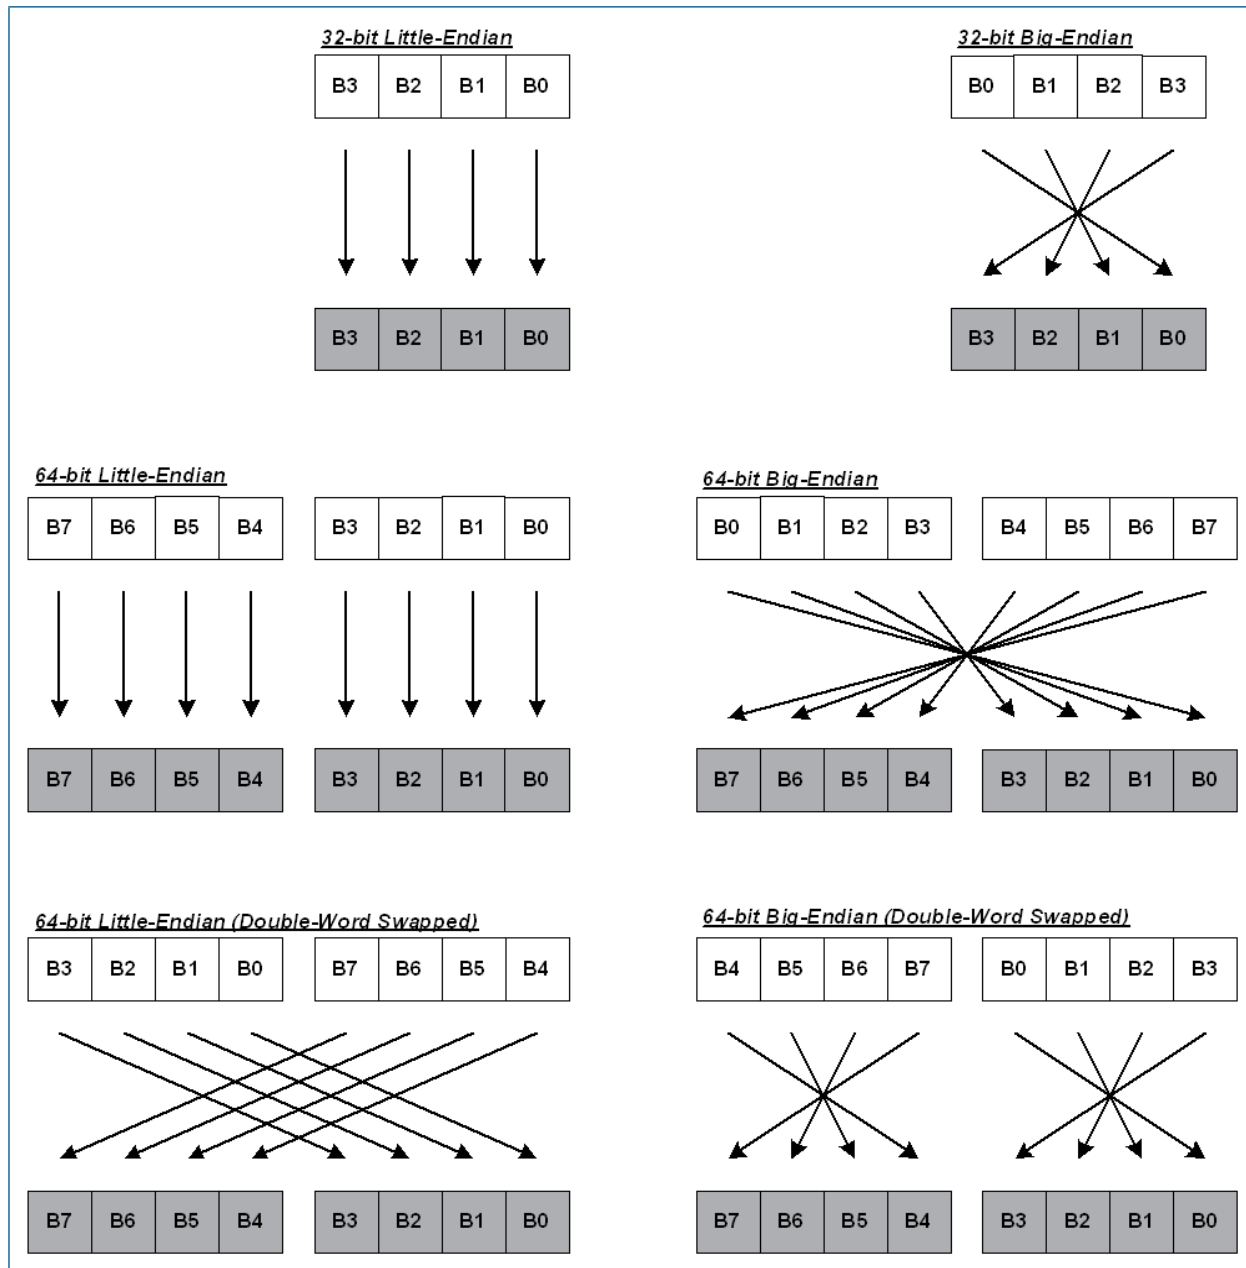 32-bit Little-Endian
B3 B2 B1 B0
B3 B2 B1 B0
32-bit Big-Endian
B0 B1 B2 B3
B3 B2 B1 B0
64-bit Little-Endian
B7 B6 B5 B4 B3 B2 B1 B0
B7 B6 B5 B4 B3 B2 B1 B0
64-bit Big-Endian
B0 B1 B2 B3 B4 B5 B6 B7
B7 B6 B5 B4 B3 B2 B1 B0
64-bit Little-Endian (Double-Word Swapped)
B3 B2 B1 B0 B7 B6 B5 B4
B7 B6 B5 B4 B3 B2 B1 B0
64-bit Big-Endian (Double-Word Swapped)
B4 B5 B6 B7 B0 B1 B2 B3
B7 B6 B5 B4 B3 B2 B1 B0